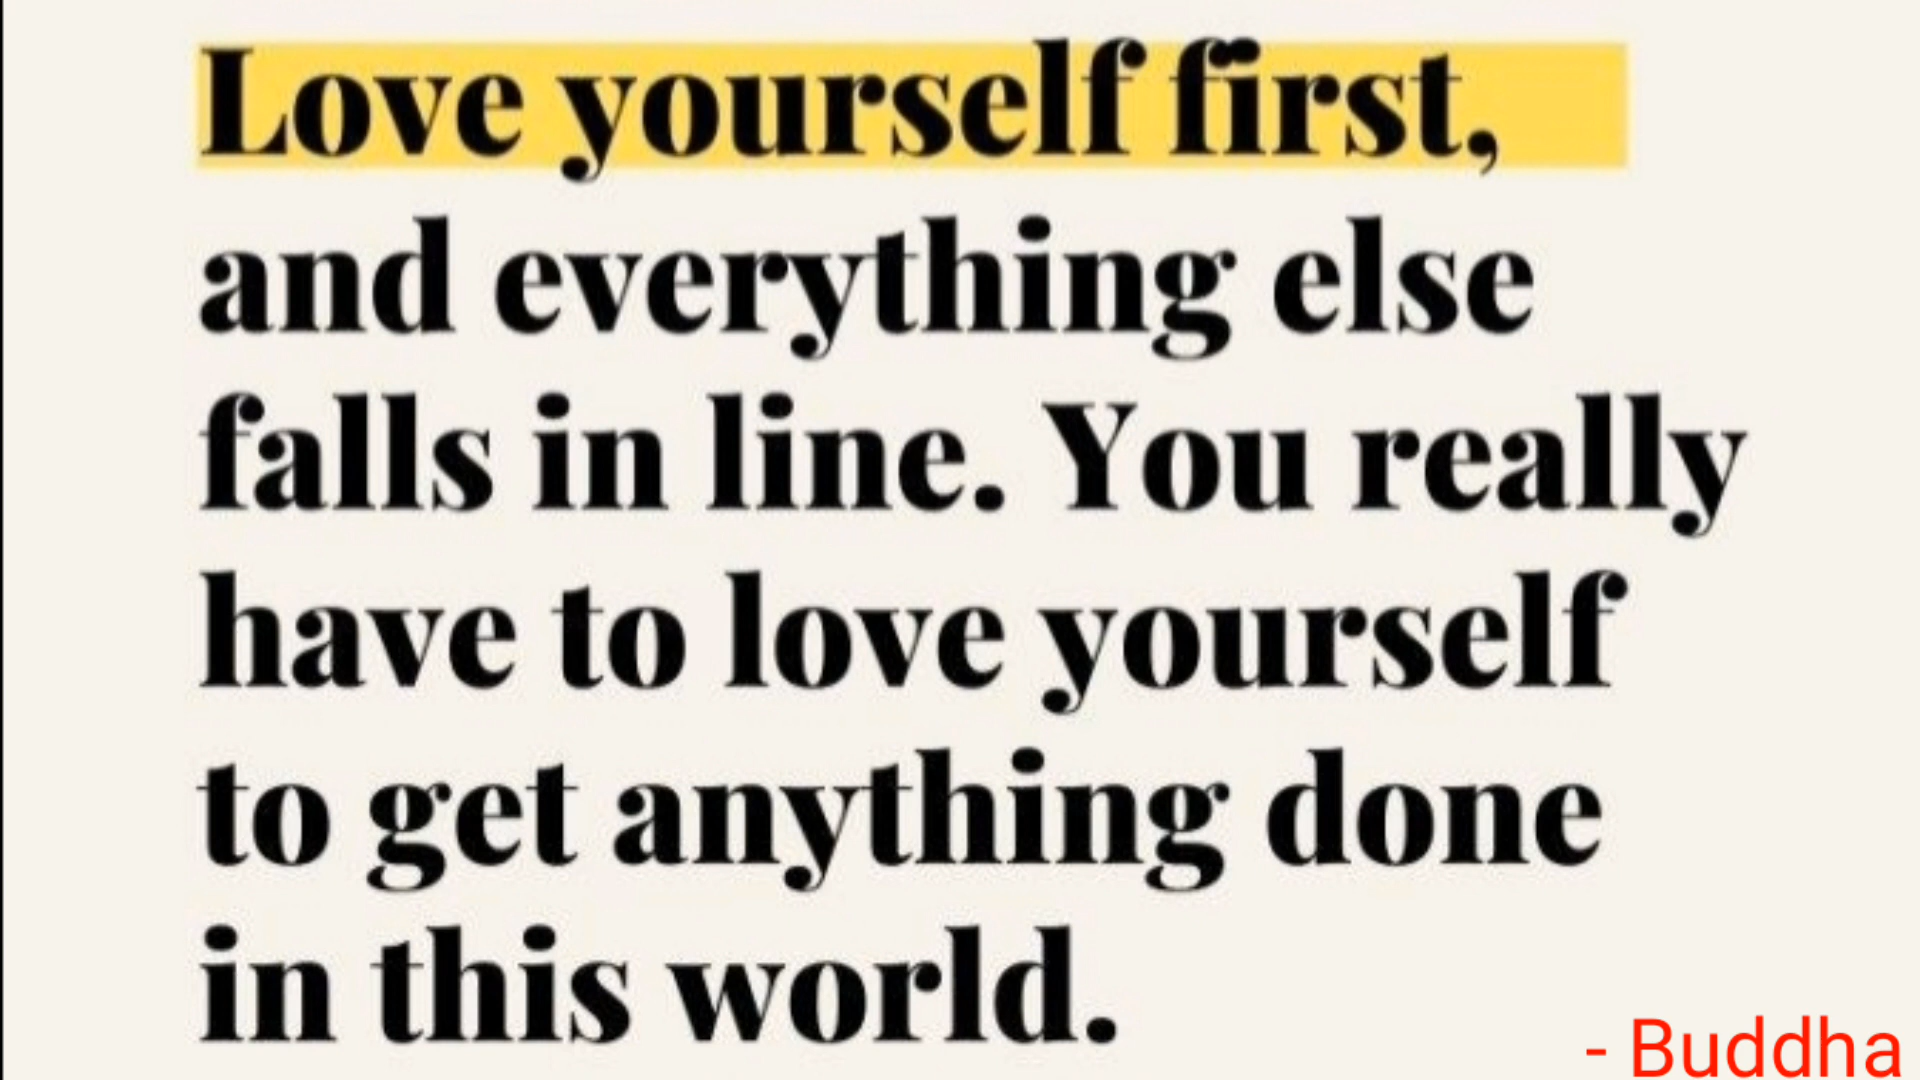 Love yourself first,
and everything else
falls in line. You really
have to love yourself
to get anything done
in this world.
- Buddha